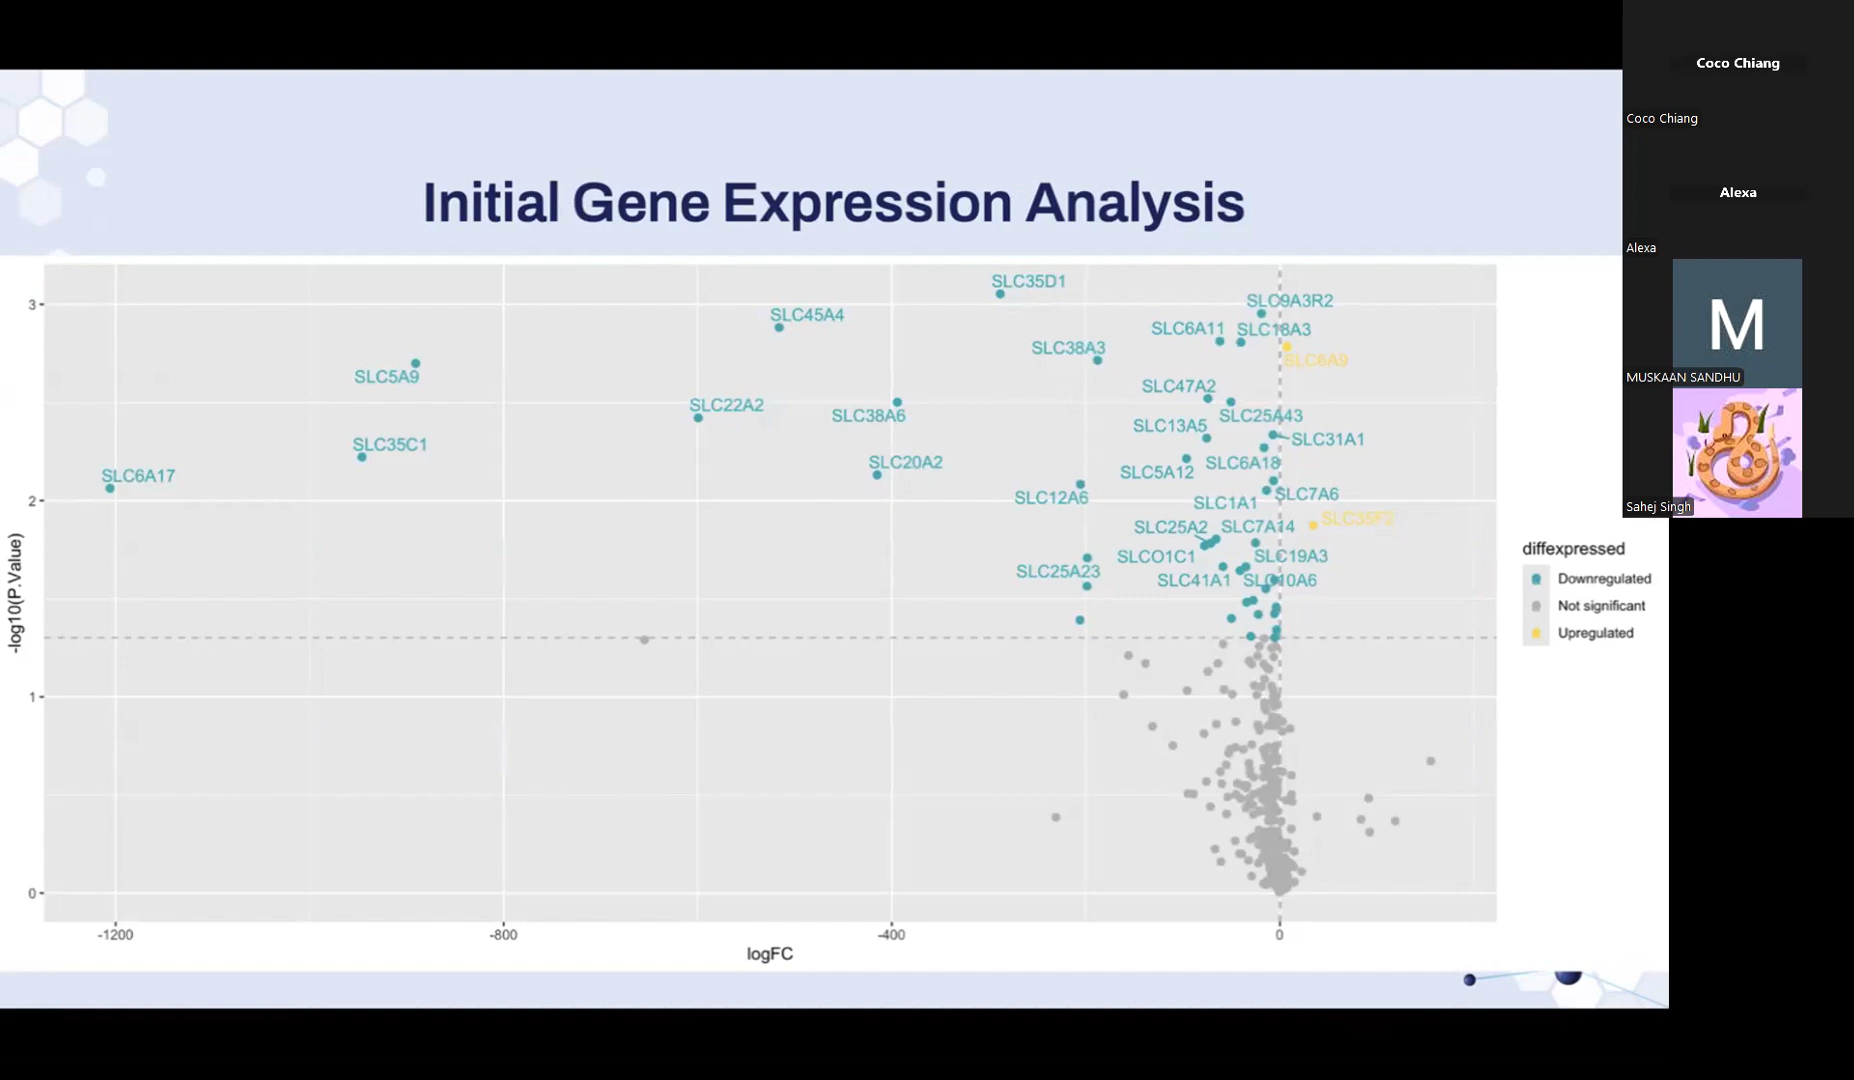 Initial Gene Expression Analysis
SLC35D1
SLC9A3R2
SLC45A4
SLC6A11
SLC18A3
SLC38A3
SLC6A9
SLC5A9
SLC47A2
SLC22A2
SLC38A6
SLC25A43
SLC13A5
SLC31A1
SLC35C1
SLC20A2
SLC6A18
SLC5A12
SLC6A17
SLC12A6
SLC7A6
SLC1A1
SLC35F2
SLC25A2
SLC7A14
SLCO1C1
SLC19A3
SLC25A23
SLC41A1
SLC10A6
3
2
1
0
-log10(P.Value)
-1200
-800
-400
0
logFC
diffexpressed
Downregulated
Not significant
Upregulated
Coco Chiang
Coco Chiang
Alexa
Alexa
M
MUSKAAN SANDHU
Sahej Singh